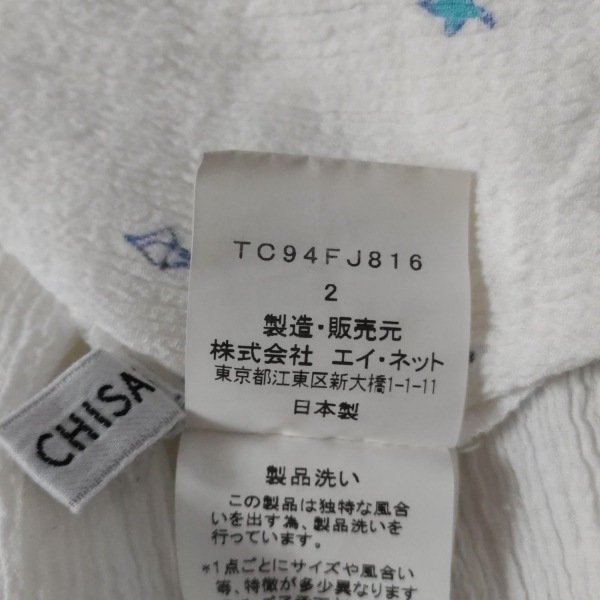 TC94FJ816
2
製造・販売元
株式会社 エイ・ネット
東京都江東区新大橋1-1-11
日本製
CHISA
製品洗い
この製品は独特な風合
いを出す為、製品洗いを
行っています。
*1点ごとにサイズや風合い
等、特徴が多少異なります